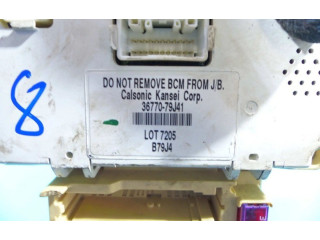 DO NOT REMOVE BCM FROM J/B.
Calsonic Kansei Corp.
36770-79J41
LOT 7205
B79J4
8